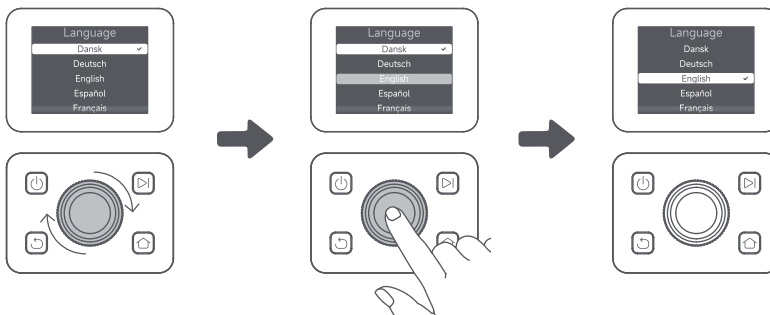 Language
Dansk
Deutsch
English
Español
Français
Language
Dansk
Deutsch
English
Español
Français
Language
Dansk
Deutsch
English
Español
Français